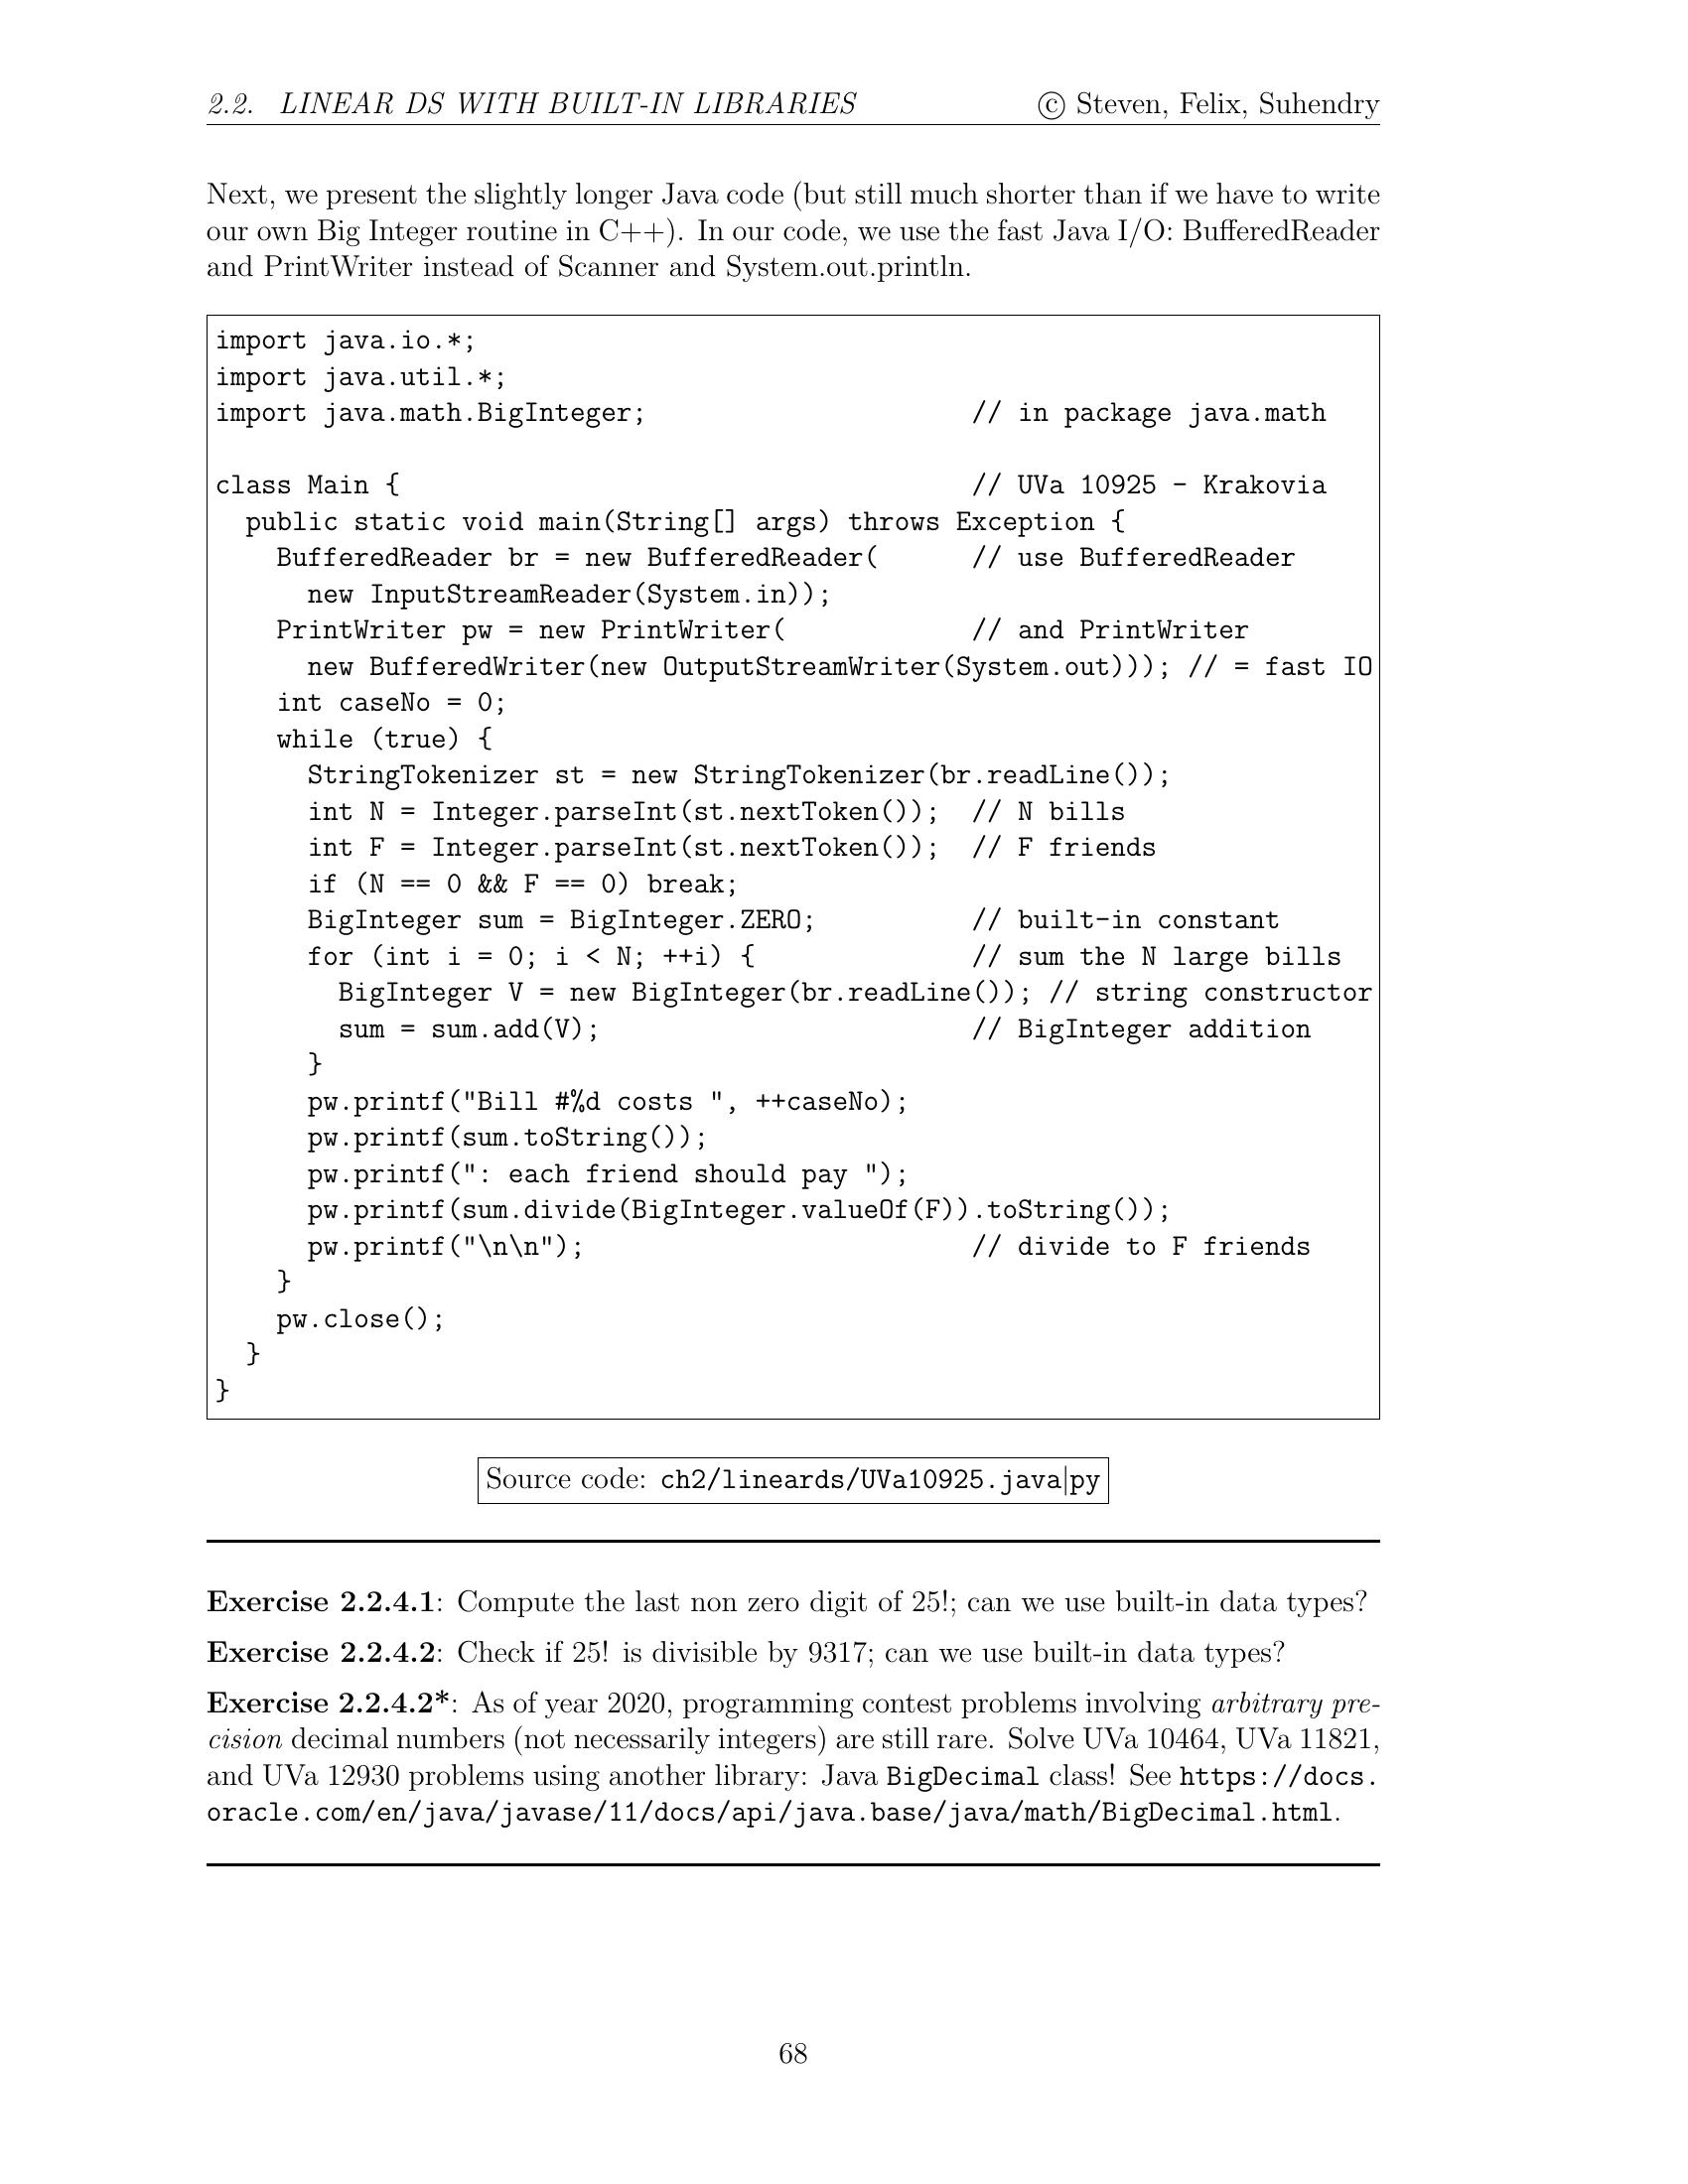 2.2. LINEAR DS WITH BUILT-IN LIBRARIES © Steven, Felix, Suhendry
Next, we present the slightly longer Java code (but still much shorter than if we have to write
our own Big Integer routine in C++). In our code, we use the fast Java I/O: BufferedReader
and PrintWriter instead of Scanner and System.out.println.
import java.io.*;
import java.util.*;
import java.math.BigInteger; // in package java.math
class Main { // UVa 10925 - Krakovia
public static void main(String[] args) throws Exception {
BufferedReader br = new BufferedReader( // use BufferedReader
new InputStreamReader(System.in));
PrintWriter pw = new PrintWriter( // and PrintWriter
new BufferedWriter(new OutputStreamWriter(System.out))); // = fast IO
int caseNo = 0;
while (true) {
StringTokenizer st = new StringTokenizer(br.readLine());
int N = Integer.parseInt(st.nextToken()); // N bills
int F = Integer.parseInt(st.nextToken()); // F friends
if (N == 0 && F == 0) break;
BigInteger sum = BigInteger.ZERO; // built-in constant
for (int i = 0; i < N; ++i) { // sum the N large bills
BigInteger V = new BigInteger(br.readLine()); // string constructor
sum = sum.add(V); // BigInteger addition
}
pw.printf("Bill #%d costs ", ++caseNo);
pw.printf(sum.toString());
pw.printf(": each friend should pay ");
pw.printf(sum.divide(BigInteger.valueOf(F)).toString());
pw.printf("\n\n"); // divide to F friends
}
pw.close();
}
}
Source code: ch2/lineards/UVa10925.java|py
Exercise 2.2.4.1: Compute the last non zero digit of 25!; can we use built-in data types?
Exercise 2.2.4.2: Check if 25! is divisible by 9317; can we use built-in data types?
Exercise 2.2.4.2*: As of year 2020, programming contest problems involving arbitrary pre-
cision decimal numbers (not necessarily integers) are still rare. Solve UVa 10464, UVa 11821,
and UVa 12930 problems using another library: Java BigDecimal class! See https://docs.
oracle.com/en/java/javase/11/docs/api/java.base/java/math/BigDecimal.html.
68